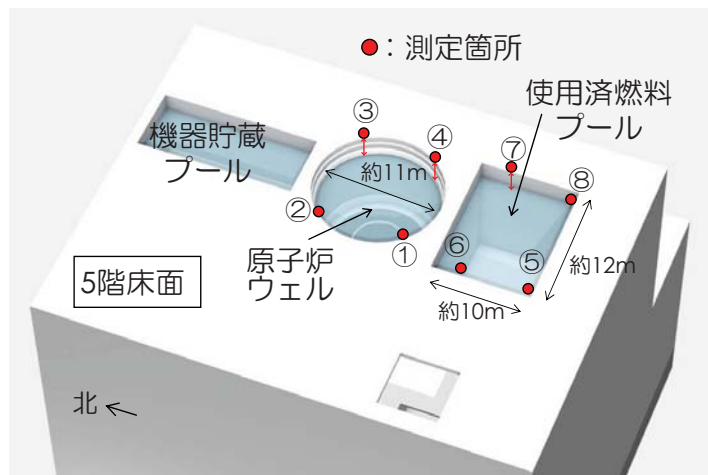 ●：測定箇所
使用済燃料
プール
③
④
⑦
⑧
機器貯蔵
プール
約11m
②
①
⑥
⑤
原子炉
ウェル
約12m
約10m
5階床面
北